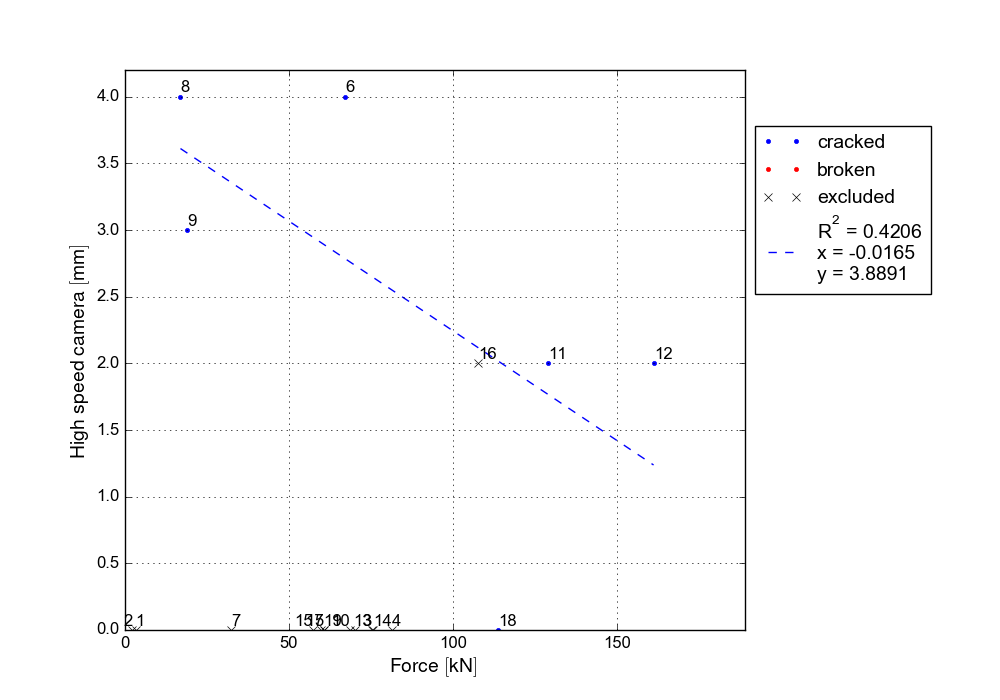 8
6
4.0
cracked
3.5
broken
excluded
9
R2 = 0.4206
3.0
x = -0.0165
y = 3.8891
2.5
High speed camera [mm]
16
11
12
2.0
1.5
1.0
0.5
2
1
7
18
0.0
0
50
100
150
Force [kN]